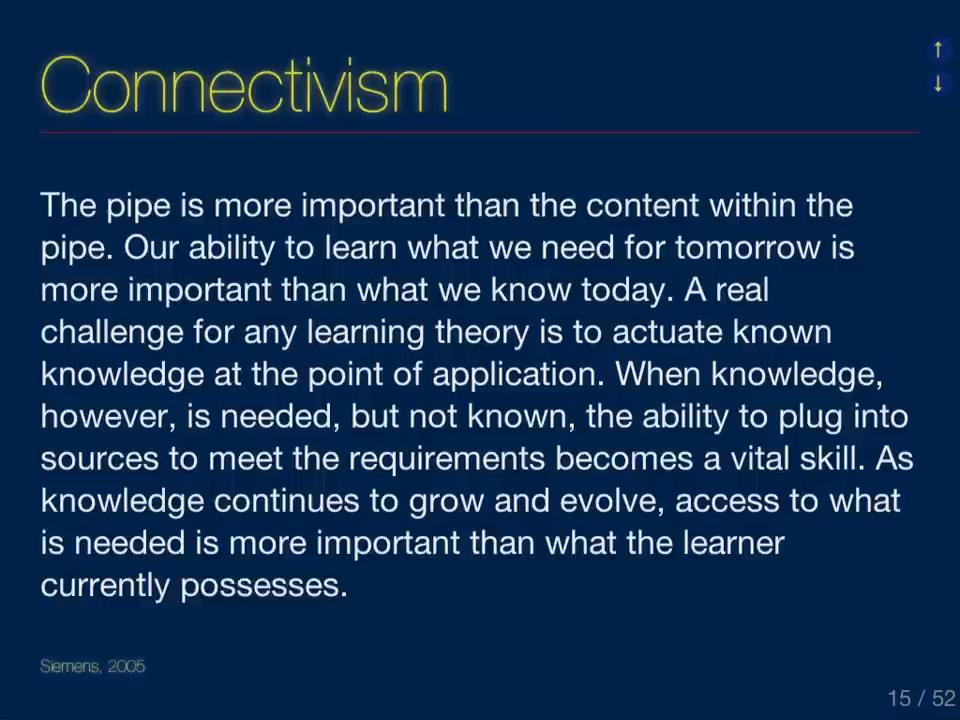 Connectivism
↑
↓
The pipe is more important than the content within the
pipe. Our ability to learn what we need for tomorrow is
more important than what we know today. A real
challenge for any learning theory is to actuate known
knowledge at the point of application. When knowledge,
however, is needed, but not known, the ability to plug into
sources to meet the requirements becomes a vital skill. As
knowledge continues to grow and evolve, access to what
is needed is more important than what the learner
currently possesses.
Siemens, 2005
15 / 52